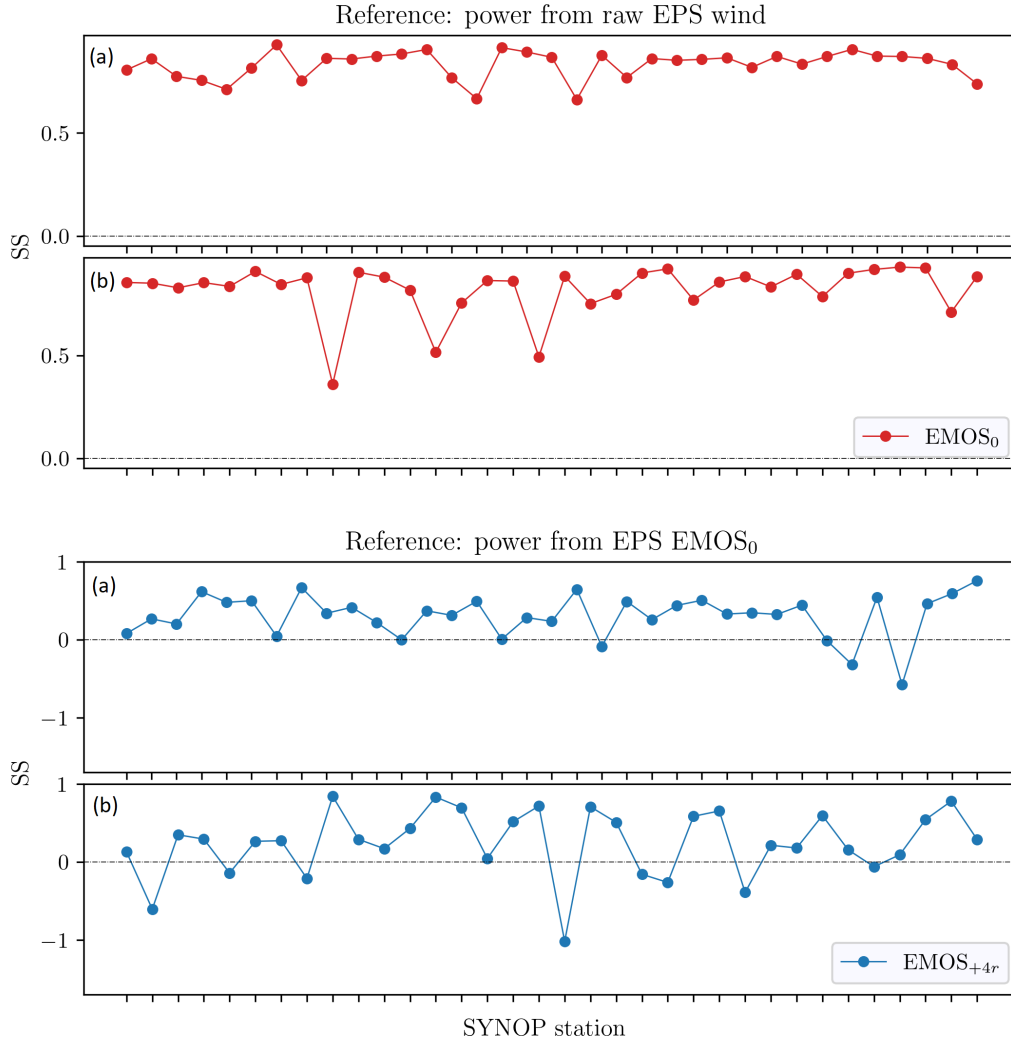 Reference: power from raw EPS wind
(a)
0.5
0.0
SS
(b)
0.5
0.0
EMOS₀
Reference: power from EPS EMOS₀
1
(a)
0
−1
SS
1
(b)
0
−1
EMOS₊₄ᵣ
SYNOP station